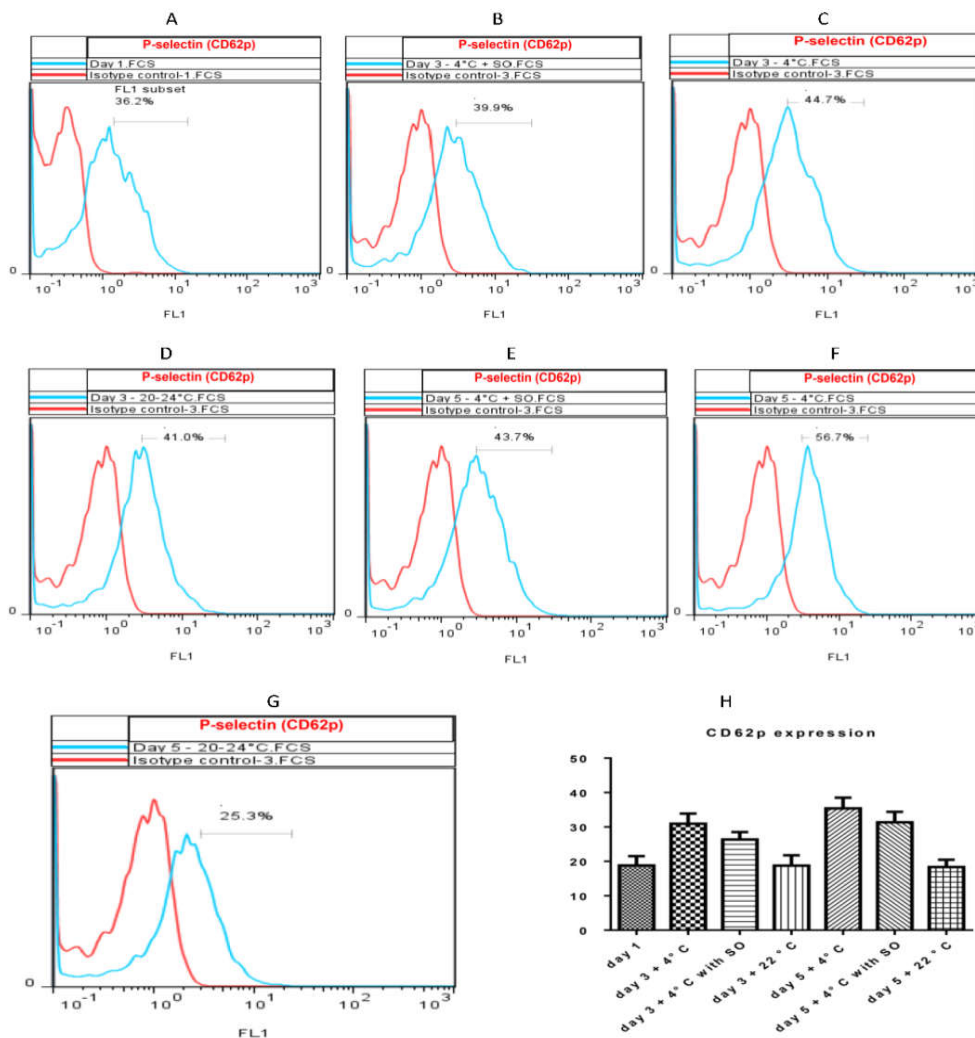 A
P-selectin (CD62p)
Day 1.FCS
Isotype control-1.FCS
FL1 subset
36.2%
0
10-1 100 101 102 103
FL1
B
P-selectin (CD62p)
Day 3 - 4°C + SO.FCS
Isotype control-3.FCS
39.9%
0
10-1 100 101 102 103
FL1
C
P-selectin (CD62p)
Day 3 - 4°C.FCS
Isotype control-3.FCS
44.7%
0
10-1 100 101 102 103
FL1
D
P-selectin (CD62p)
Day 3 - 20-24°C.FCS
Isotype control-3.FCS
41.0%
0
10-1 100 101 102 103
FL1
E
P-selectin (CD62p)
Day 5 - 4°C + SO.FCS
Isotype control-3.FCS
43.7%
0
10-1 100 101 102 103
FL1
F
P-selectin (CD62p)
Day 5 - 4°C.FCS
Isotype control-3.FCS
56.7%
0
10-1 100 101 102 103
FL1
G
P-selectin (CD62p)
Day 5 - 20-24°C.FCS
Isotype control-3.FCS
25.3%
0
10-1 100 101 102 103
FL1
H
CD62p expression
50
40
30
20
10
0
day 1
day 3 + 4° C
day 3 + 4° C with SO
day 3 + 22 ° C
day 5 + 4° C
day 5 + 4° C with SO
day 5 + 22 ° C